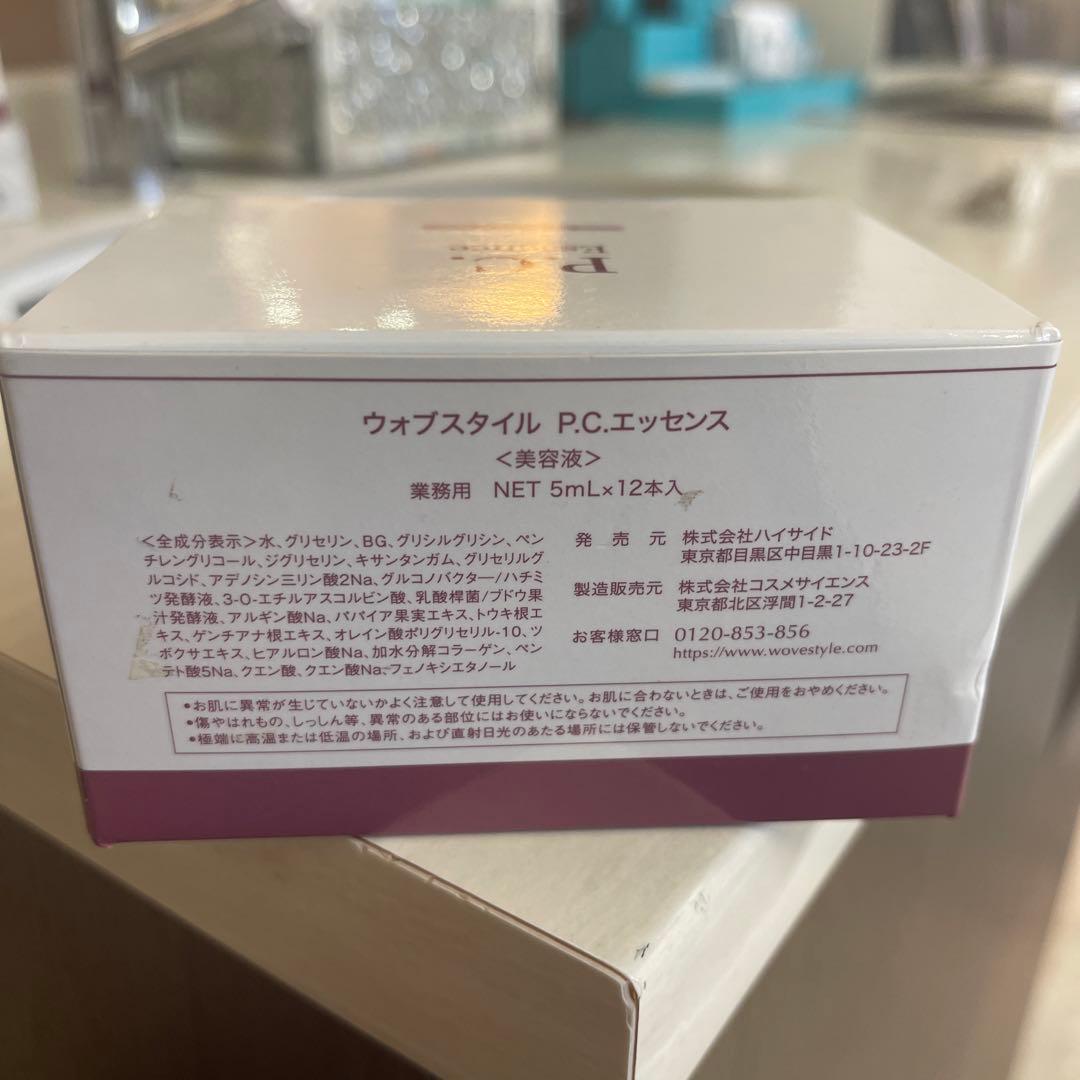 P.C.
Essence
ウォブスタイル P.C.エッセンス
<美容液>
業務用 NET 5mL×12本入
<全成分表示>水、グリセリン、BG、グリシルグリシン、ペン
チレングリコール、ジグリセリン、キサンタンガム、グリセリルグ
ルコシド、アデノシン三リン酸2Na、グルコノバクター/ハチミ
ツ発酵液、3-O-エチルアスコルビン酸、乳酸桿菌/ブドウ果
汁発酵液、アルギン酸Na、パパイア果実エキス、トウキ根エ
キス、ゲンチアナ根エキス、オレイン酸ポリグリセリル-10、ツ
ボクサエキス、ヒアルロン酸Na、加水分解コラーゲン、ペン
テト酸5Na、クエン酸、クエン酸Na、フェノキシエタノール
発売元 株式会社ハイサイド
東京都目黒区中目黒1-10-23-2F
製造販売元 株式会社コスメサイエンス
東京都北区浮間1-2-27
お客様窓口 0120-853-856
https://www.wovestyle.com
•お肌に異常が生じていないかよく注意して使用してください。お肌に合わないときは、ご使用をおやめください。
•傷やはれもの、しっしん等、異常のある部位にはお使いにならないでください。
•極端に高温または低温の場所、および直射日光のあたる場所には保管しないでください。